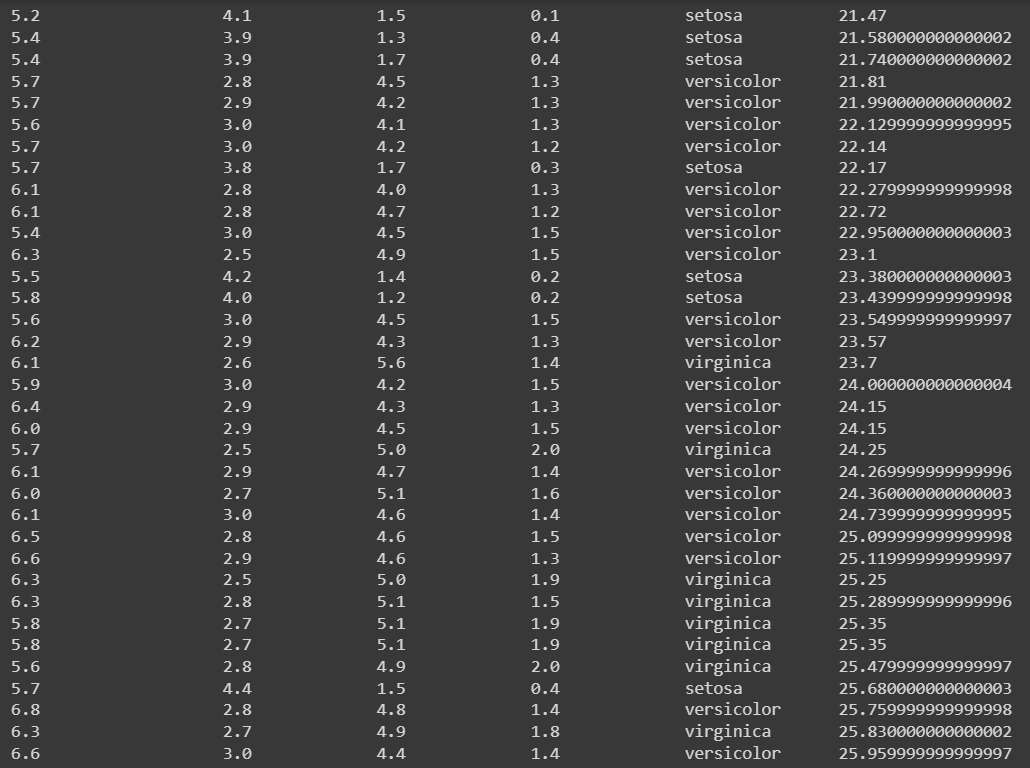 5.2 4.1 1.5 0.1 setosa 21.47
5.4 3.9 1.3 0.4 setosa 21.580000000000002
5.4 3.9 1.7 0.4 setosa 21.740000000000002
5.7 2.8 4.5 1.3 versicolor 21.81
5.7 2.9 4.2 1.3 versicolor 21.990000000000002
5.6 3.0 4.1 1.3 versicolor 22.129999999999995
5.7 3.0 4.2 1.2 versicolor 22.14
5.7 3.8 1.7 0.3 setosa 22.17
6.1 2.8 4.0 1.3 versicolor 22.279999999999998
6.1 2.8 4.7 1.2 versicolor 22.72
5.4 3.0 4.5 1.5 versicolor 22.950000000000003
6.3 2.5 4.9 1.5 versicolor 23.1
5.5 4.2 1.4 0.2 setosa 23.380000000000003
5.8 4.0 1.2 0.2 setosa 23.439999999999998
5.6 3.0 4.5 1.5 versicolor 23.549999999999997
6.2 2.9 4.3 1.3 versicolor 23.57
6.1 2.6 5.6 1.4 virginica 23.7
5.9 3.0 4.2 1.5 versicolor 24.000000000000004
6.4 2.9 4.3 1.3 versicolor 24.15
6.0 2.9 4.5 1.5 versicolor 24.15
5.7 2.5 5.0 2.0 virginica 24.25
6.1 2.9 4.7 1.4 versicolor 24.269999999999996
6.0 2.7 5.1 1.6 versicolor 24.360000000000003
6.1 3.0 4.6 1.4 versicolor 24.739999999999995
6.5 2.8 4.6 1.5 versicolor 25.099999999999998
6.6 2.9 4.6 1.3 versicolor 25.119999999999997
6.3 2.5 5.0 1.9 virginica 25.25
6.3 2.8 5.1 1.5 virginica 25.289999999999996
5.8 2.7 5.1 1.9 virginica 25.35
5.8 2.7 5.1 1.9 virginica 25.35
5.6 2.8 4.9 2.0 virginica 25.479999999999997
5.7 4.4 1.5 0.4 setosa 25.680000000000003
6.8 2.8 4.8 1.4 versicolor 25.759999999999998
6.3 2.7 4.9 1.8 virginica 25.830000000000002
6.6 3.0 4.4 1.4 versicolor 25.959999999999997